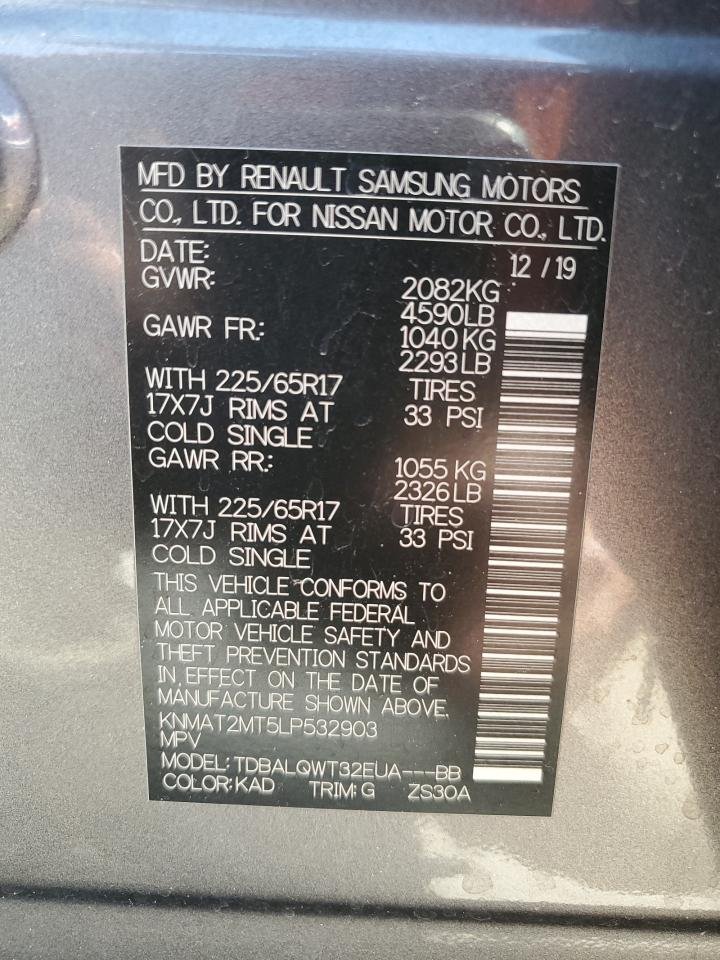 MFD BY RENAULT SAMSUNG MOTORS
CO., LTD. FOR NISSAN MOTOR CO., LTD.
DATE: 12 / 19
GVWR: 2082KG
4590LB
GAWR FR.: 1040KG
2293LB
WITH 225/65R17 TIRES
17X7J RIMS AT 33 PSI
COLD SINGLE
GAWR RR.: 1055KG
2326LB
WITH 225/65R17 TIRES
17X7J RIMS AT 33 PSI
COLD SINGLE
THIS VEHICLE CONFORMS TO
ALL APPLICABLE FEDERAL
MOTOR VEHICLE SAFETY AND
THEFT PREVENTION STANDARDS
IN EFFECT ON THE DATE OF
MANUFACTURE SHOWN ABOVE.
KNMAT2MT5LP532903
MPV
MODEL: TDBALQWT32EUA---BB
COLOR: KAD TRIM: G ZS30A